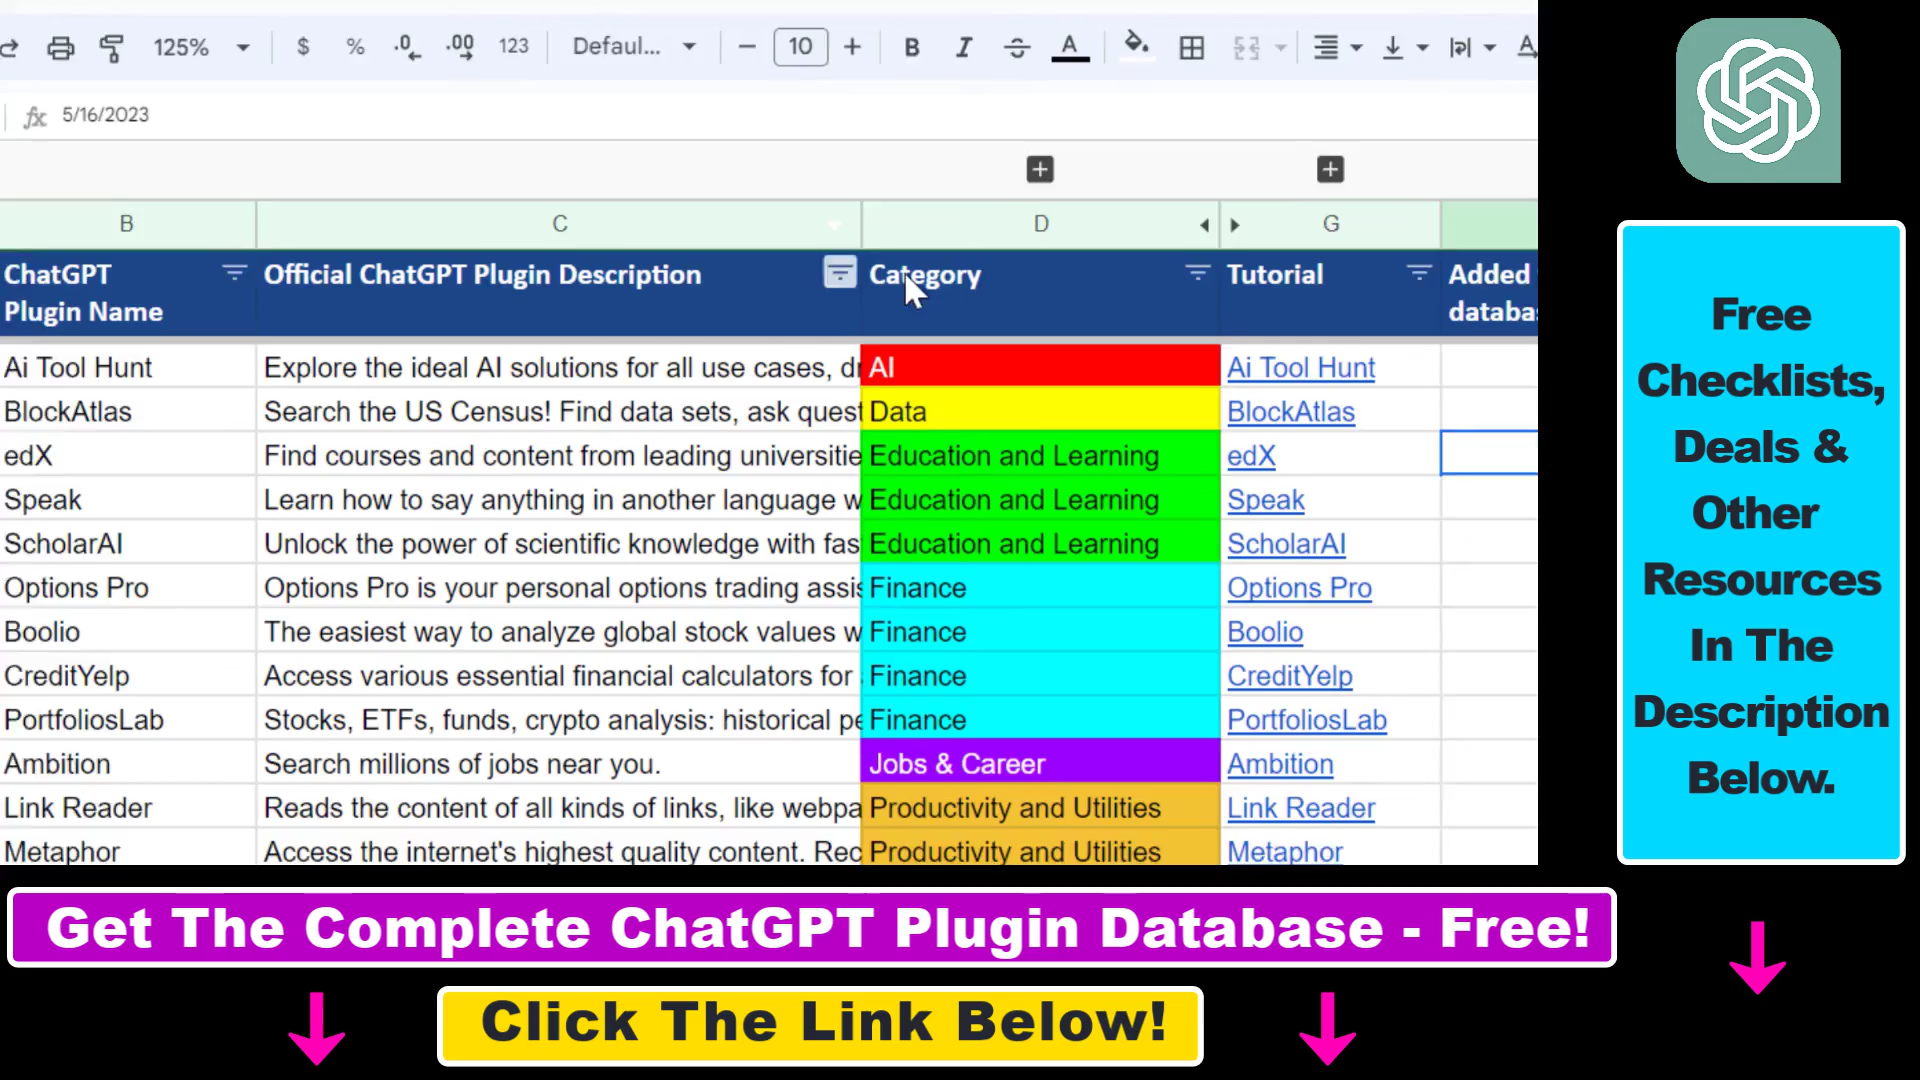 125% $ % .0 .00 123 Defaul... − 10 + B I A A
fx 5/16/2023
B C D G
ChatGPT Plugin Name Official ChatGPT Plugin Description Category Tutorial Added
databa
Ai Tool Hunt Explore the ideal AI solutions for all use cases, AI Ai Tool Hunt
BlockAtlas Search the US Census! Find data sets, ask quest Data BlockAtlas
edX Find courses and content from leading universitie Education and Learning edX
Speak Learn how to say anything in another language w Education and Learning Speak
ScholarAI Unlock the power of scientific knowledge with fas Education and Learning ScholarAI
Options Pro Options Pro is your personal options trading assis Finance Options Pro
Boolio The easiest way to analyze global stock values w Finance Boolio
CreditYelp Access various essential financial calculators for Finance CreditYelp
PortfoliosLab Stocks, ETFs, funds, crypto analysis: historical pe Finance PortfoliosLab
Ambition Search millions of jobs near you. Jobs & Career Ambition
Link Reader Reads the content of all kinds of links, like webpa Productivity and Utilities Link Reader
Metaphor Access the internet's highest quality content. Rec Productivity and Utilities Metaphor
Free
Checklists,
Deals &
Other
Resources
In The
Description
Below.
Get The Complete ChatGPT Plugin Database - Free!
Click The Link Below!